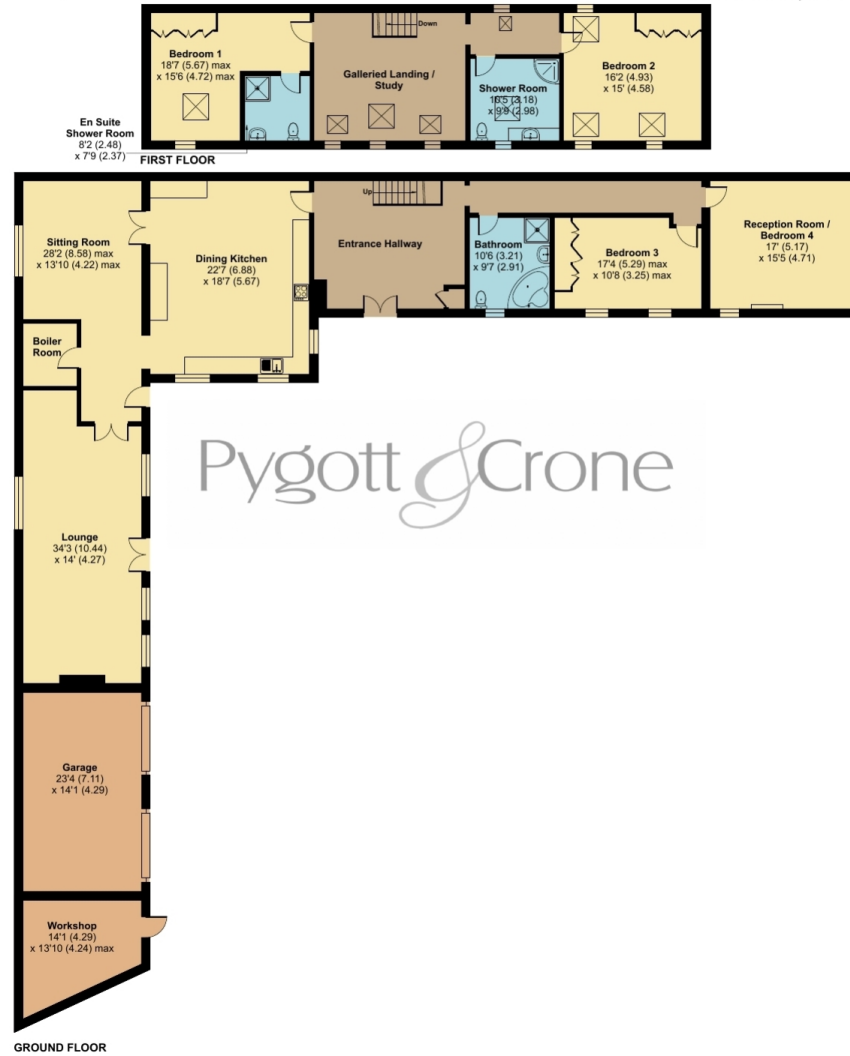 Bedroom 1
18'7 (5.67) max
x 15'6 (4.72) max
Down
Galleried Landing /
Study
Shower Room
10'5 (3.18)
x 9'9 (2.98)
Bedroom 2
16'2 (4.93)
x 15' (4.58)
En Suite
Shower Room
8'2 (2.48)
x 7'9 (2.37)
FIRST FLOOR
Sitting Room
28'2 (8.58) max
x 13'10 (4.22) max
Dining Kitchen
22'7 (6.88)
x 18'7 (5.67)
Up
Entrance Hallway
Bathroom
10'6 (3.21)
x 9'7 (2.91)
Bedroom 3
17'4 (5.29) max
x 10'8 (3.25) max
Reception Room /
Bedroom 4
17' (5.17)
x 15'5 (4.71)
Boiler
Room
Pygott & Crone
Lounge
34'3 (10.44)
x 14' (4.27)
Garage
23'4 (7.11)
x 14'1 (4.29)
Workshop
14'1 (4.29)
x 13'10 (4.24) max
GROUND FLOOR